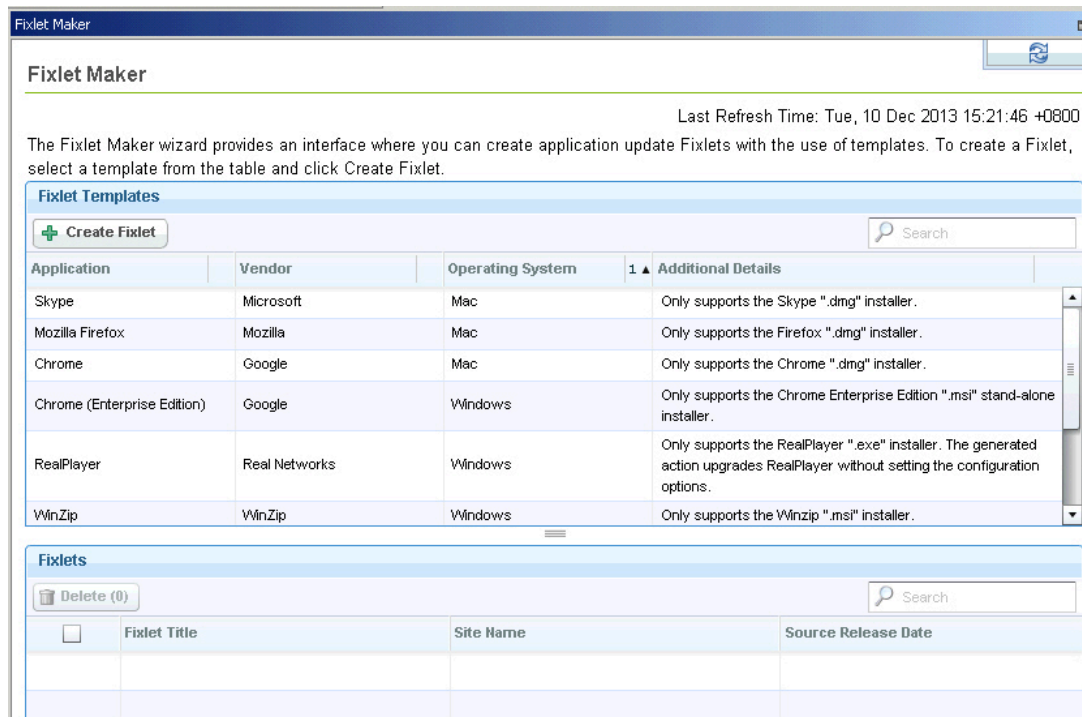 Fixlet Maker
Fixlet Maker
Last Refresh Time: Tue, 10 Dec 2013 15:21:46 +0800
The Fixlet Maker wizard provides an interface where you can create application update Fixlets with the use of templates. To create a Fixlet,
select a template from the table and click Create Fixlet.
Fixlet Templates
Create Fixlet Search
Application Vendor Operating System 1 ▲ Additional Details
Skype Microsoft Mac Only supports the Skype ".dmg" installer.
Mozilla Firefox Mozilla Mac Only supports the Firefox ".dmg" installer.
Chrome Google Mac Only supports the Chrome ".dmg" installer.
Chrome (Enterprise Edition) Google Windows Only supports the Chrome Enterprise Edition ".msi" stand-alone
installer.
RealPlayer Real Networks Windows Only supports the RealPlayer ".exe" installer. The generated
action upgrades RealPlayer without setting the configuration
options.
WinZip WinZip Windows Only supports the Winzip ".msi" installer.
Fixlets
Delete (0) Search
Fixlet Title Site Name Source Release Date